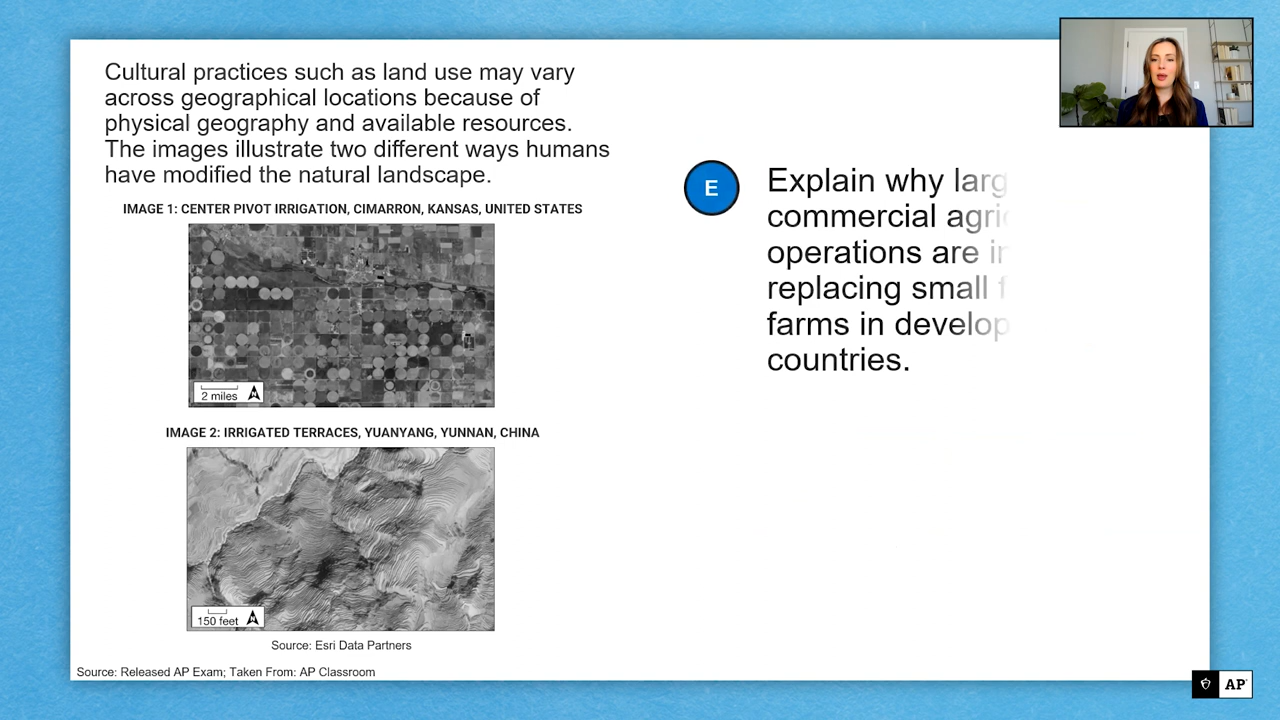 Cultural practices such as land use may vary
across geographical locations because of
physical geography and available resources.
The images illustrate two different ways humans
have modified the natural landscape.
IMAGE 1: CENTER PIVOT IRRIGATION, CIMARRON, KANSAS, UNITED STATES
2 miles
IMAGE 2: IRRIGATED TERRACES, YUANYANG, YUNNAN, CHINA
150 feet
Source: Esri Data Partners
Source: Released AP Exam; Taken From: AP Classroom
E
Explain why
commercial
operations are
replacing small
farms in
countries.
AP